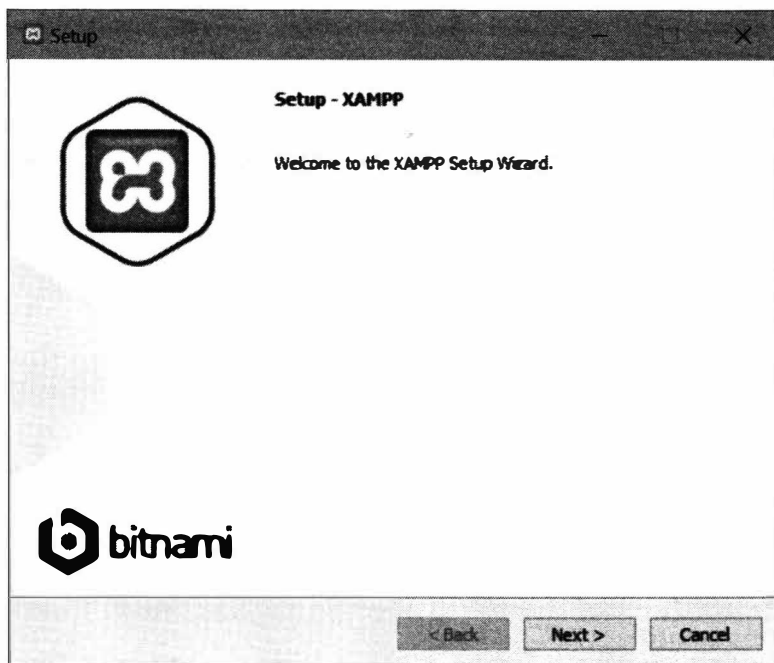 Setup
Setup - XAMPP
Welcome to the XAMPP Setup Wizard.
bitnami
< Back Next > Cancel